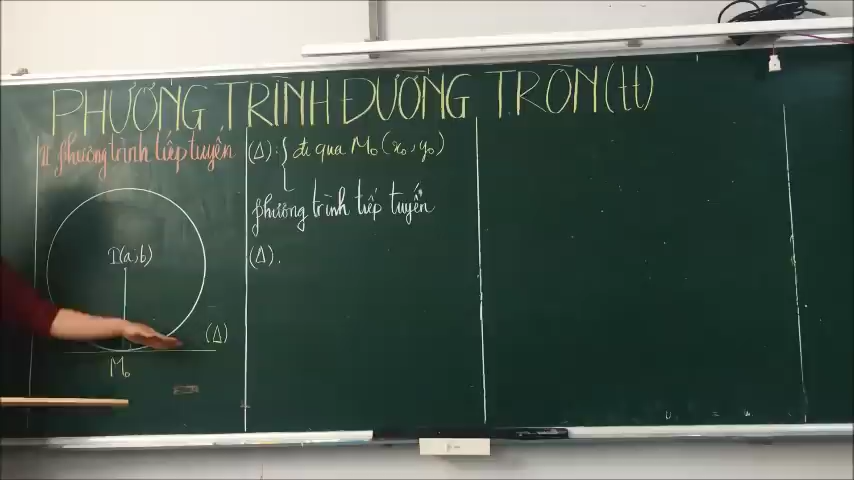 PHƯƠNG TRÌNH ĐƯỜNG TRÒN (tt)
II phương trình tiếp tuyến
I(a;b)
(Δ)
M₀
(Δ): { đi qua M₀(x₀, y₀)
phương trình tiếp tuyến
(Δ).